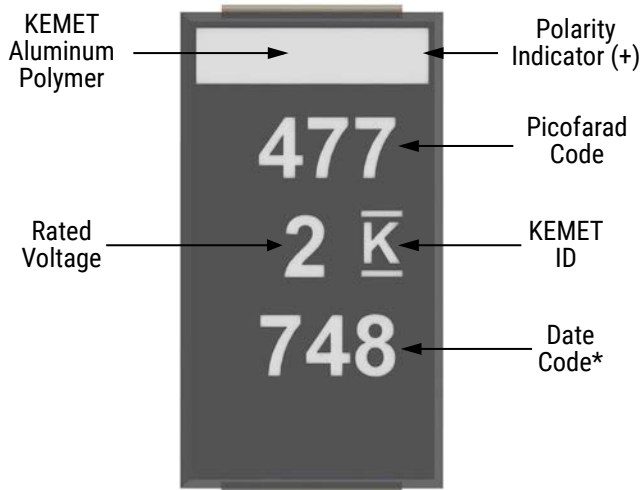 KEMET
Aluminum
Polymer
Polarity
Indicator (+)
477
Picofarad
Code
Rated
Voltage
2 K
KEMET
ID
748
Date
Code*